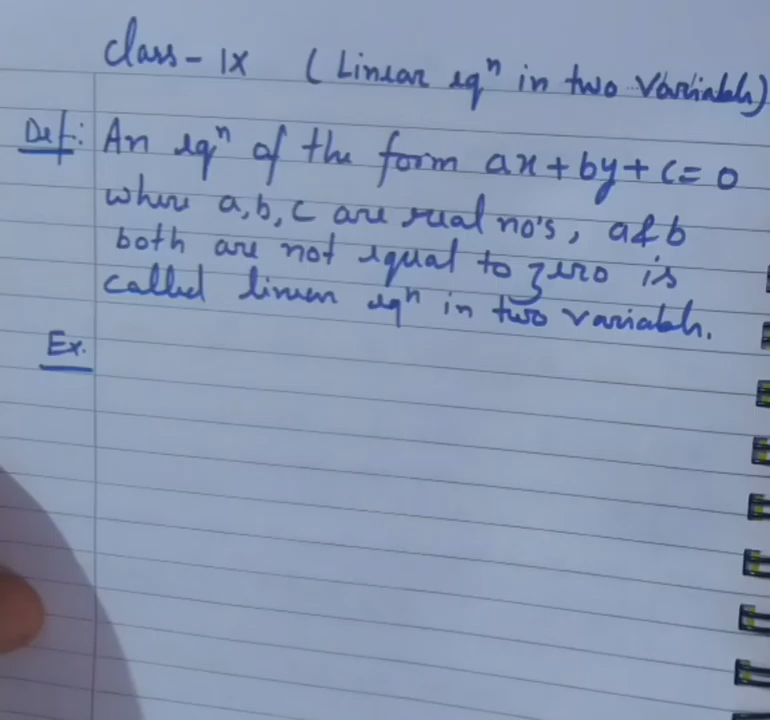 Class - IX (Linear eqⁿ in two Variable)
Def: An eqⁿ of the form ax + by + c = 0
where a, b, c are real no's, a & b
both are not equal to zero is
called linear eqⁿ in two variable.
Ex.